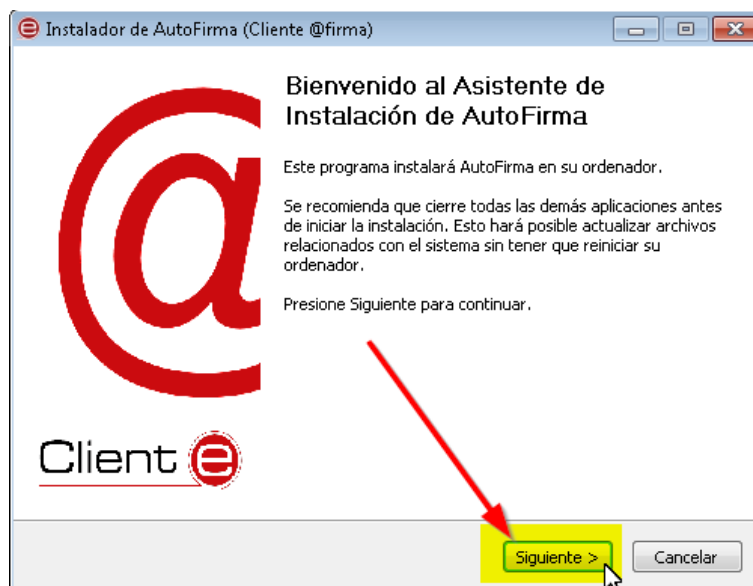 Instalador de AutoFirma (Cliente @firma)
Bienvenido al Asistente de
Instalación de AutoFirma
Este programa instalará AutoFirma en su ordenador.
Se recomienda que cierre todas las demás aplicaciones antes
de iniciar la instalación. Esto hará posible actualizar archivos
relacionados con el sistema sin tener que reiniciar su
ordenador.
Presione Siguiente para continuar.
@
Client e
Siguiente >
Cancelar